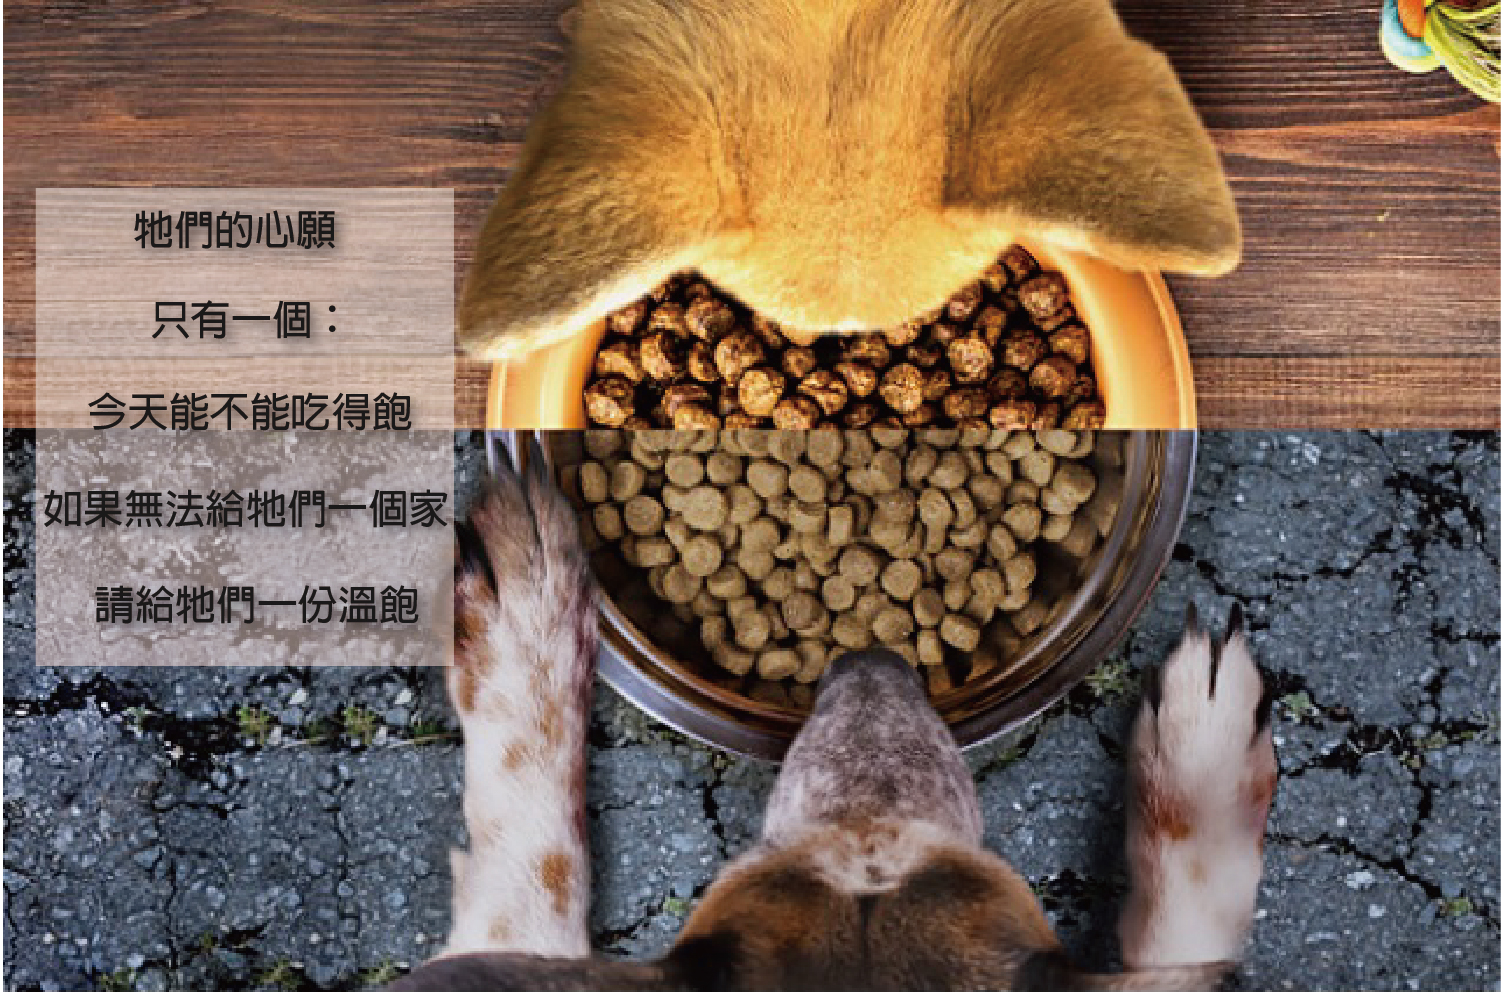 牠們的心願
只有一個：
今天能不能吃得飽
如果無法給牠們一個家
請給牠們一份溫飽